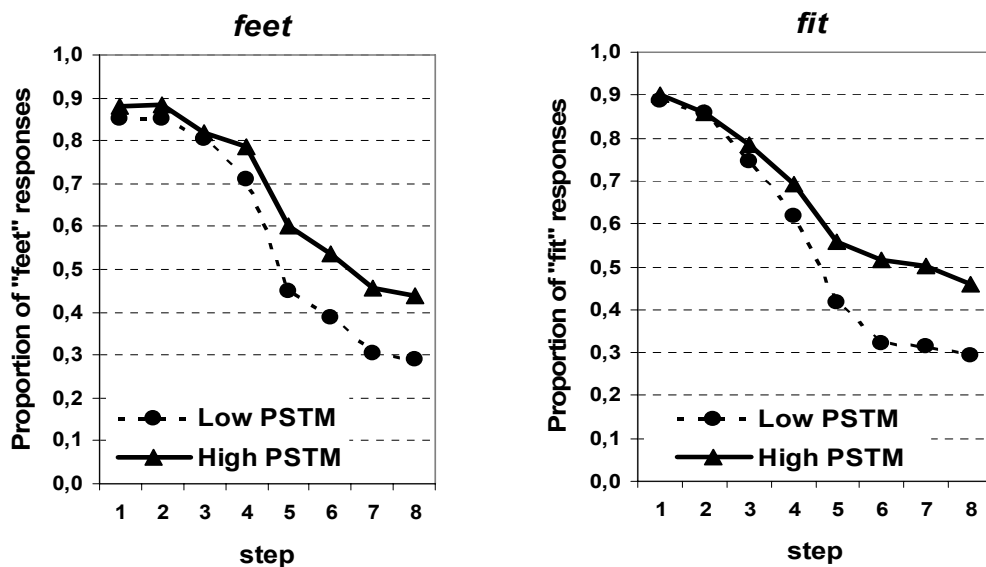 feet
Proportion of "feet" responses
1,0
0,9
0,8
0,7
0,6
0,5
0,4
0,3
0,2
0,1
0,0
Low PSTM
High PSTM
1 2 3 4 5 6 7 8
step
fit
Proportion of "fit" responses
1,0
0,9
0,8
0,7
0,6
0,5
0,4
0,3
0,2
0,1
0,0
Low PSTM
High PSTM
1 2 3 4 5 6 7 8
step